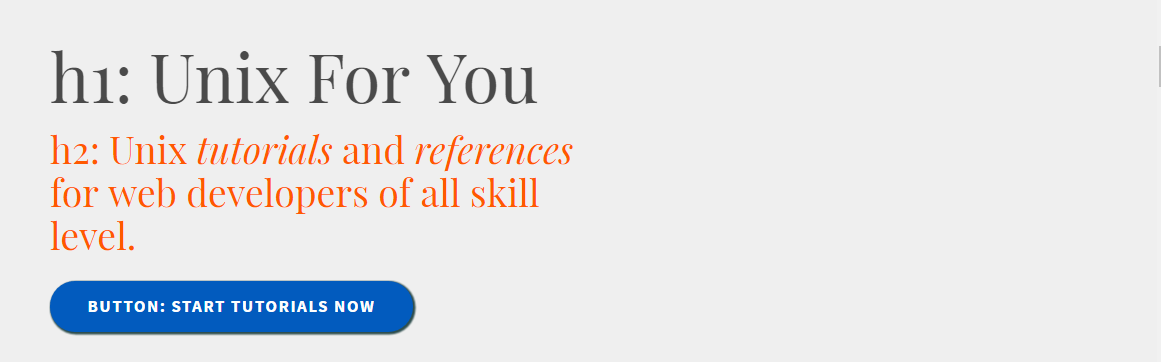 h1: Unix For You
h2: Unix tutorials and references
for web developers of all skill
level.
BUTTON: START TUTORIALS NOW